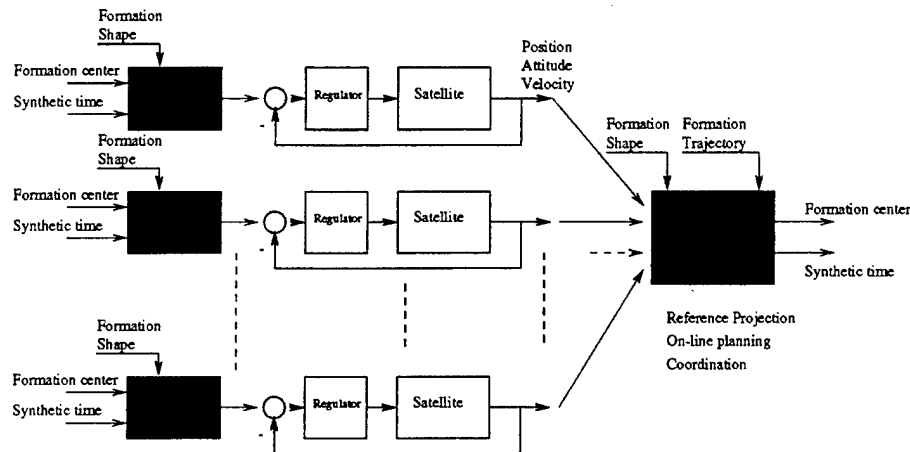 Formation
Shape
Formation center
Synthetic time
Regulator
Satellite
Position
Attitude
Velocity
Formation
Shape
Formation center
Synthetic time
Regulator
Satellite
Formation
Shape
Formation
Trajectory
Formation center
Synthetic time
Reference Projection
On-line planning
Coordination
Formation
Shape
Formation center
Synthetic time
Regulator
Satellite